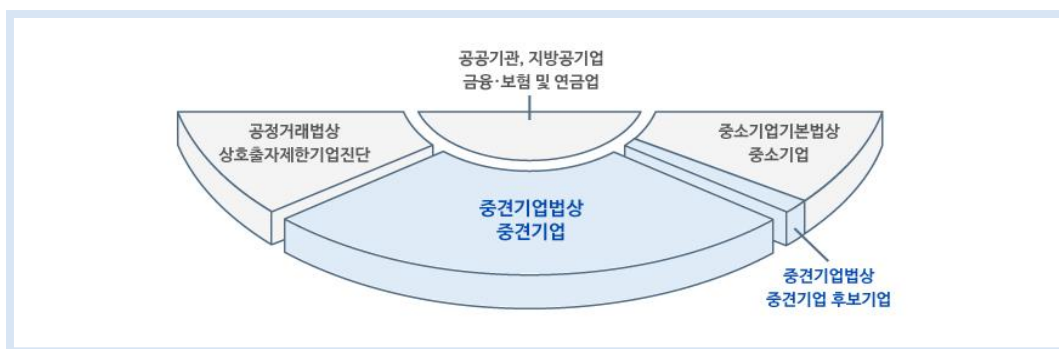 공공기관, 지방공기업
금융·보험 및 연금업
공정거래법상
상호출자제한기업진단
중소기업기본법상
중소기업
중견기업법상
중견기업
중견기업법상
중견기업 후보기업